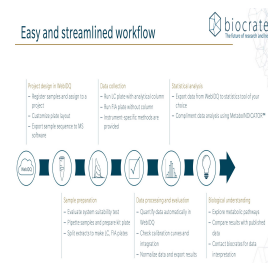 Easy and streamlined workflow
biocrates
The future of research biotech
Project design in WebIDQ
— Register samples and assign to a
project
— Customize plate layout
— Export sample sequence to MS
software
Data collection
— Run LC plate with analytical column
— Run FIA plate without column
— Instrument-specific methods are
provided
Statistical analysis
— Export data from WebIDQ to statistics tool of your
choice
— Compliment data analysis using MetaboINDICATOR™
WebIDQ
Sample preparation
— Evaluate system suitability test
— Pipette samples and prepare kit plate
— Split extracts to make LC, FIA plates
Data processing and evaluation
— Quantify data automatically in
WebIDQ
— Check calibration curves and
integration
— Normalize data and export results
Biological understanding
— Explore metabolic pathways
— Compare results with published
data
— Contact biocrates for data
interpretation